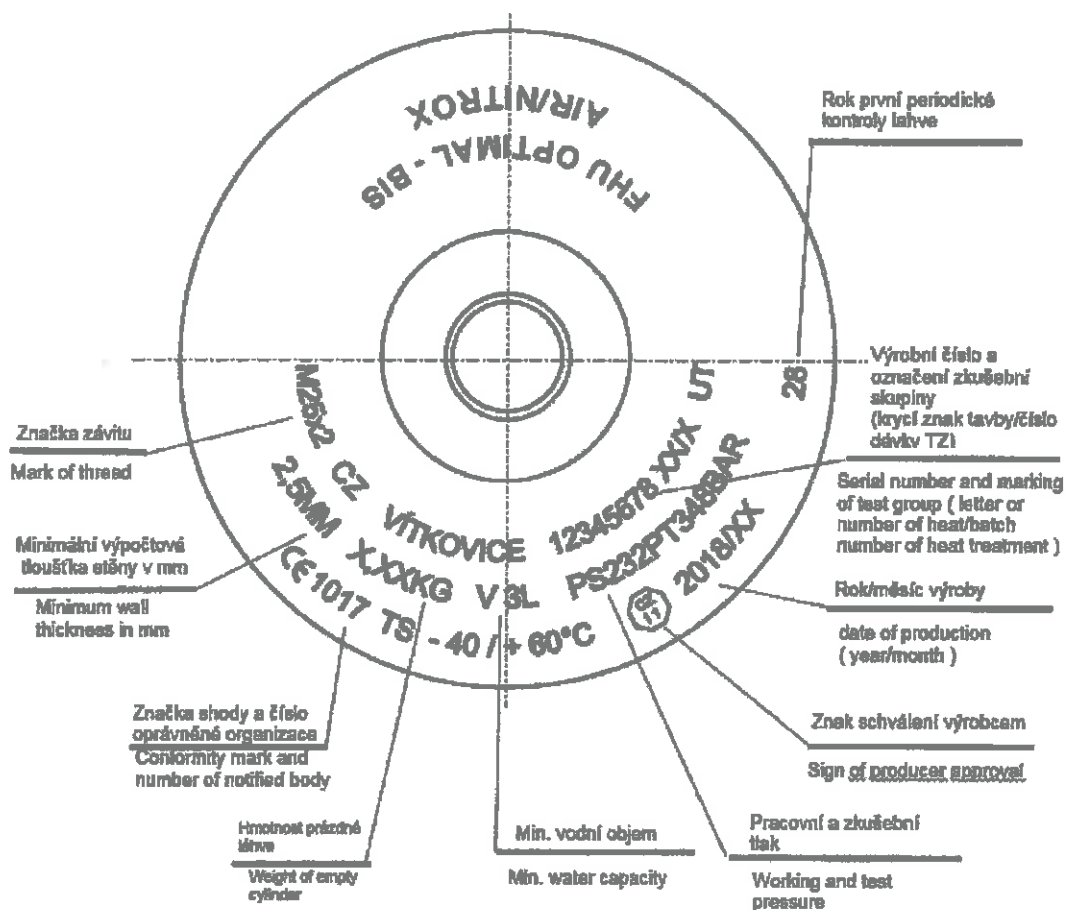 AIR/NITROX
FHU OPTIMAL - BIS
Rok první periodické
kontroly lahve
28
Výrobní číslo a
označení zkušební
skupiny
(krycí znak tavby/číslo
dávky TZ)
Serial number and marking
of test group ( letter or
number of heat/batch
number of heat treatment )
Značka závitu
Mark of thread
M25x2 CZ VÍTKOVICE 12345678 XX/X UT
2,5MM X,XXKG V 3L PS232PT348BAR
CE1017 TS - 40 / + 60°C CZ 11 2018/XX
Minimální výpočtová
tloušťka stěny v mm
Minimum wall
thickness in mm
Rok/měsíc výroby
date of production
( year/month )
Značka shody a číslo
oprávněné organizace
Conformity mark and
number of notified body
Znak schválení výrobcem
Sign of producer approval
Hmotnost prázdné
láhve
Weight of empty
cylinder
Min. vodní objem
Min. water capacity
Pracovní a zkušební
tlak
Working and test
pressure